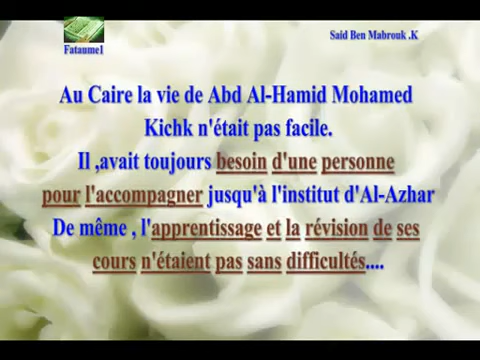 Fataume1
Said Ben Mabrouk .K
Au Caire la vie de Abd Al-Hamid Mohamed
Kichk n'était pas facile.
Il ,avait toujours besoin d'une personne
pour l'accompagner jusqu'à l'institut d'Al-Azhar
De même , l'apprentissage et la révision de ses
cours n'étaient pas sans difficultés....